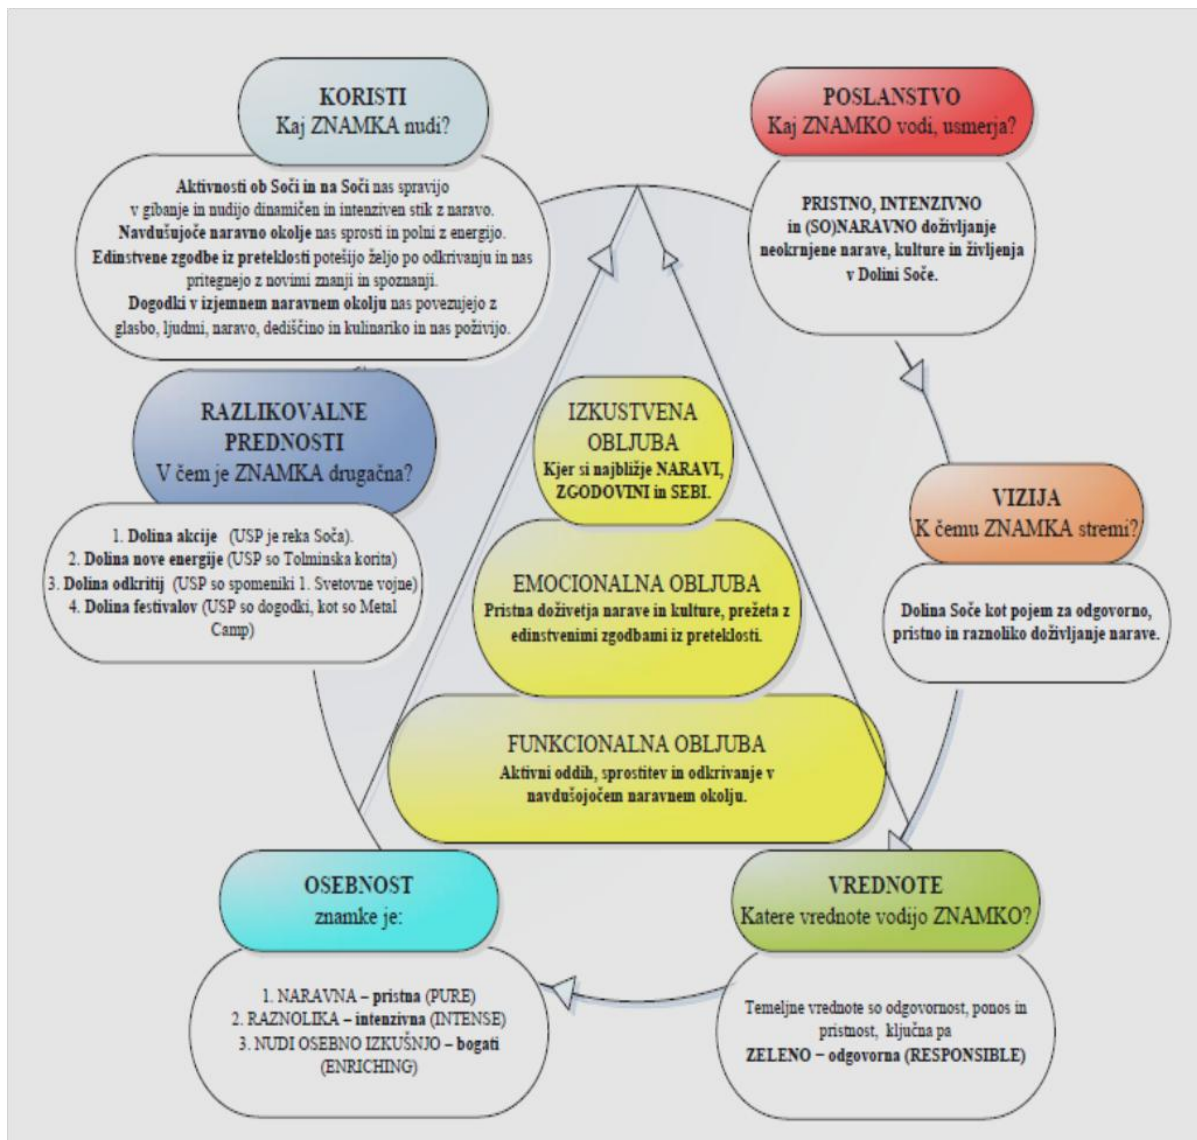 KORISTI
Kaj ZNAMKA nudi?
Aktivnosti ob Soči in na Soči nas spravijo
v gibanje in nudijo dinamičen in intenziven stik z naravo.
Navdušujoče naravno okolje nas sprosti in polni z energijo.
Edinstvene zgodbe iz preteklosti potešijo željo po odkrivanju in nas
pritegnejo z novimi znanji in spoznanji.
Dogodki v izjemnem naravnem okolju nas povezujejo z
glasbo, ljudmi, naravo, dediščino in kulinariko in nas poživijo.
POSLANSTVO
Kaj ZNAMKO vodi, usmerja?
PRISTNO, INTENZIVNO
in (SO)NARAVNO doživljanje
neokrnjene narave, kulture in življenja
v Dolini Soče.
RAZLIKOVALNE
PREDNOSTI
V čem je ZNAMKA drugačna?
1. Dolina akcije (USP je reka Soča).
2. Dolina nove energije (USP so Tolminska korita)
3. Dolina odkritij (USP so spomeniki 1. Svetovne vojne)
4. Dolina festivalov (USP so dogodki, kot so Metal
Camp)
IZKUSTVENA
OBLJUBA
Kjer si najbližje NARAVI,
ZGODOVINI in SEBI.
EMOCIONALNA OBLJUBA
Pristna doživetja narave in kulture, prežeta z
edinstvenimi zgodbami iz preteklosti.
FUNKCIONALNA OBLJUBA
Aktivni oddih, sprostitev in odkrivanje v
navdušojočem naravnem okolju.
VIZIJA
K čemu ZNAMKA stremi?
Dolina Soče kot pojem za odgovorno,
pristno in raznoliko doživljanje narave.
OSEBNOST
znamke je:
1. NARAVNA – pristna (PURE)
2. RAZNOLIKA – intenzivna (INTENSE)
3. NUDI OSEBNO IZKUŠNJO – bogati
(ENRICHING)
VREDNOTE
Katere vrednote vodijo ZNAMKO?
Temeljne vrednote so odgovornost, ponos in
pristnost, ključna pa
ZELENO – odgovorna (RESPONSIBLE)